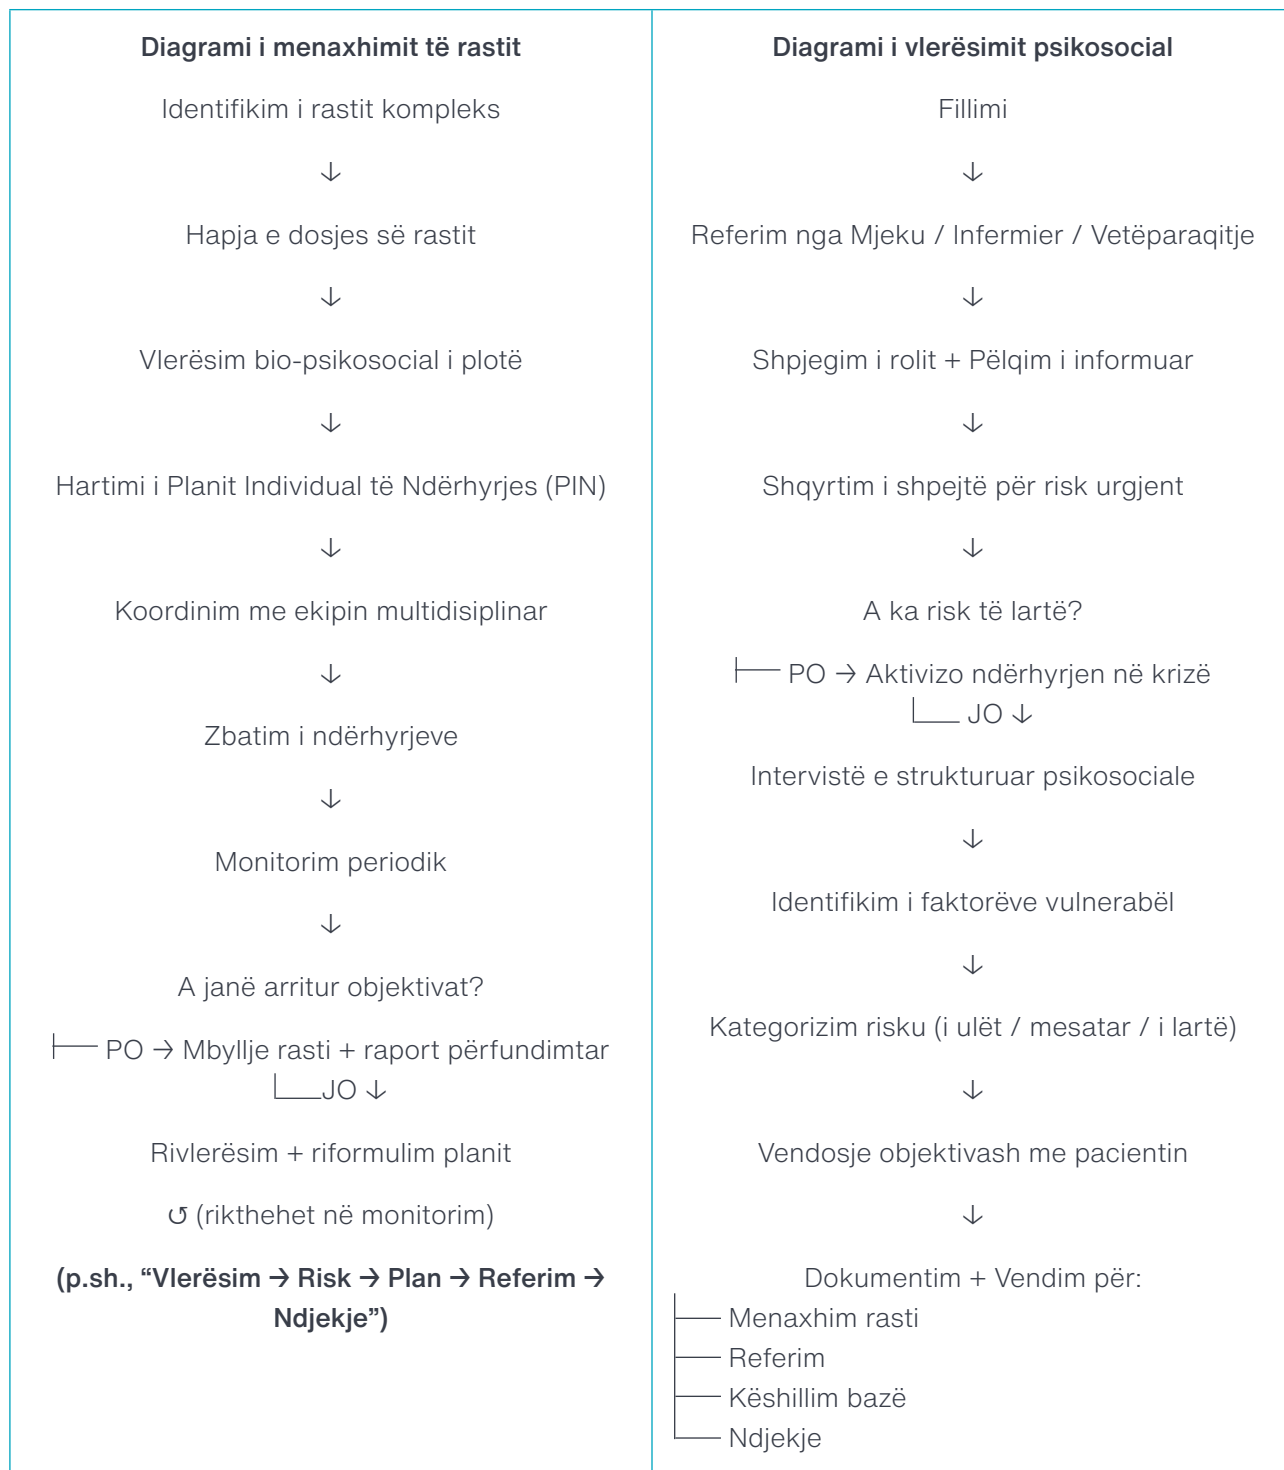 Diagrami i menaxhimit të rastit
Identifikim i rastit kompleks
↓
Hapja e dosjes së rastit
↓
Vlerësim bio-psikosocial i plotë
↓
Hartimi i Planit Individual të Ndërhyrjes (PIN)
↓
Koordinim me ekipin multidisiplinar
↓
Zbatim i ndërhyrjeve
↓
Monitorim periodik
↓
A janë arritur objektivat?
├── PO → Mbyllje rasti + raport përfundimtar
└──JO ↓
Rivlerësim + riformulim planit
↺ (rikthehet në monitorim)
(p.sh., “Vlerësim → Risk → Plan → Referim →
Ndjekje”)
Diagrami i vlerësimit psikosocial
Fillimi
↓
Referim nga Mjeku / Infermier / Vetëparaqitje
↓
Shpjegim i rolit + Pëlqim i informuar
↓
Shqyrtim i shpejtë për risk urgjent
↓
A ka risk të lartë?
├── PO → Aktivizo ndërhyrjen në krizë
└── JO ↓
Intervistë e strukturuar psikosociale
↓
Identifikim i faktorëve vulnerabël
↓
Kategorizim risku (i ulët / mesatar / i lartë)
↓
Vendosje objektivash me pacientin
↓
Dokumentim + Vendim për:
├── Menaxhim rasti
├── Referim
├── Këshillim bazë
└── Ndjekje